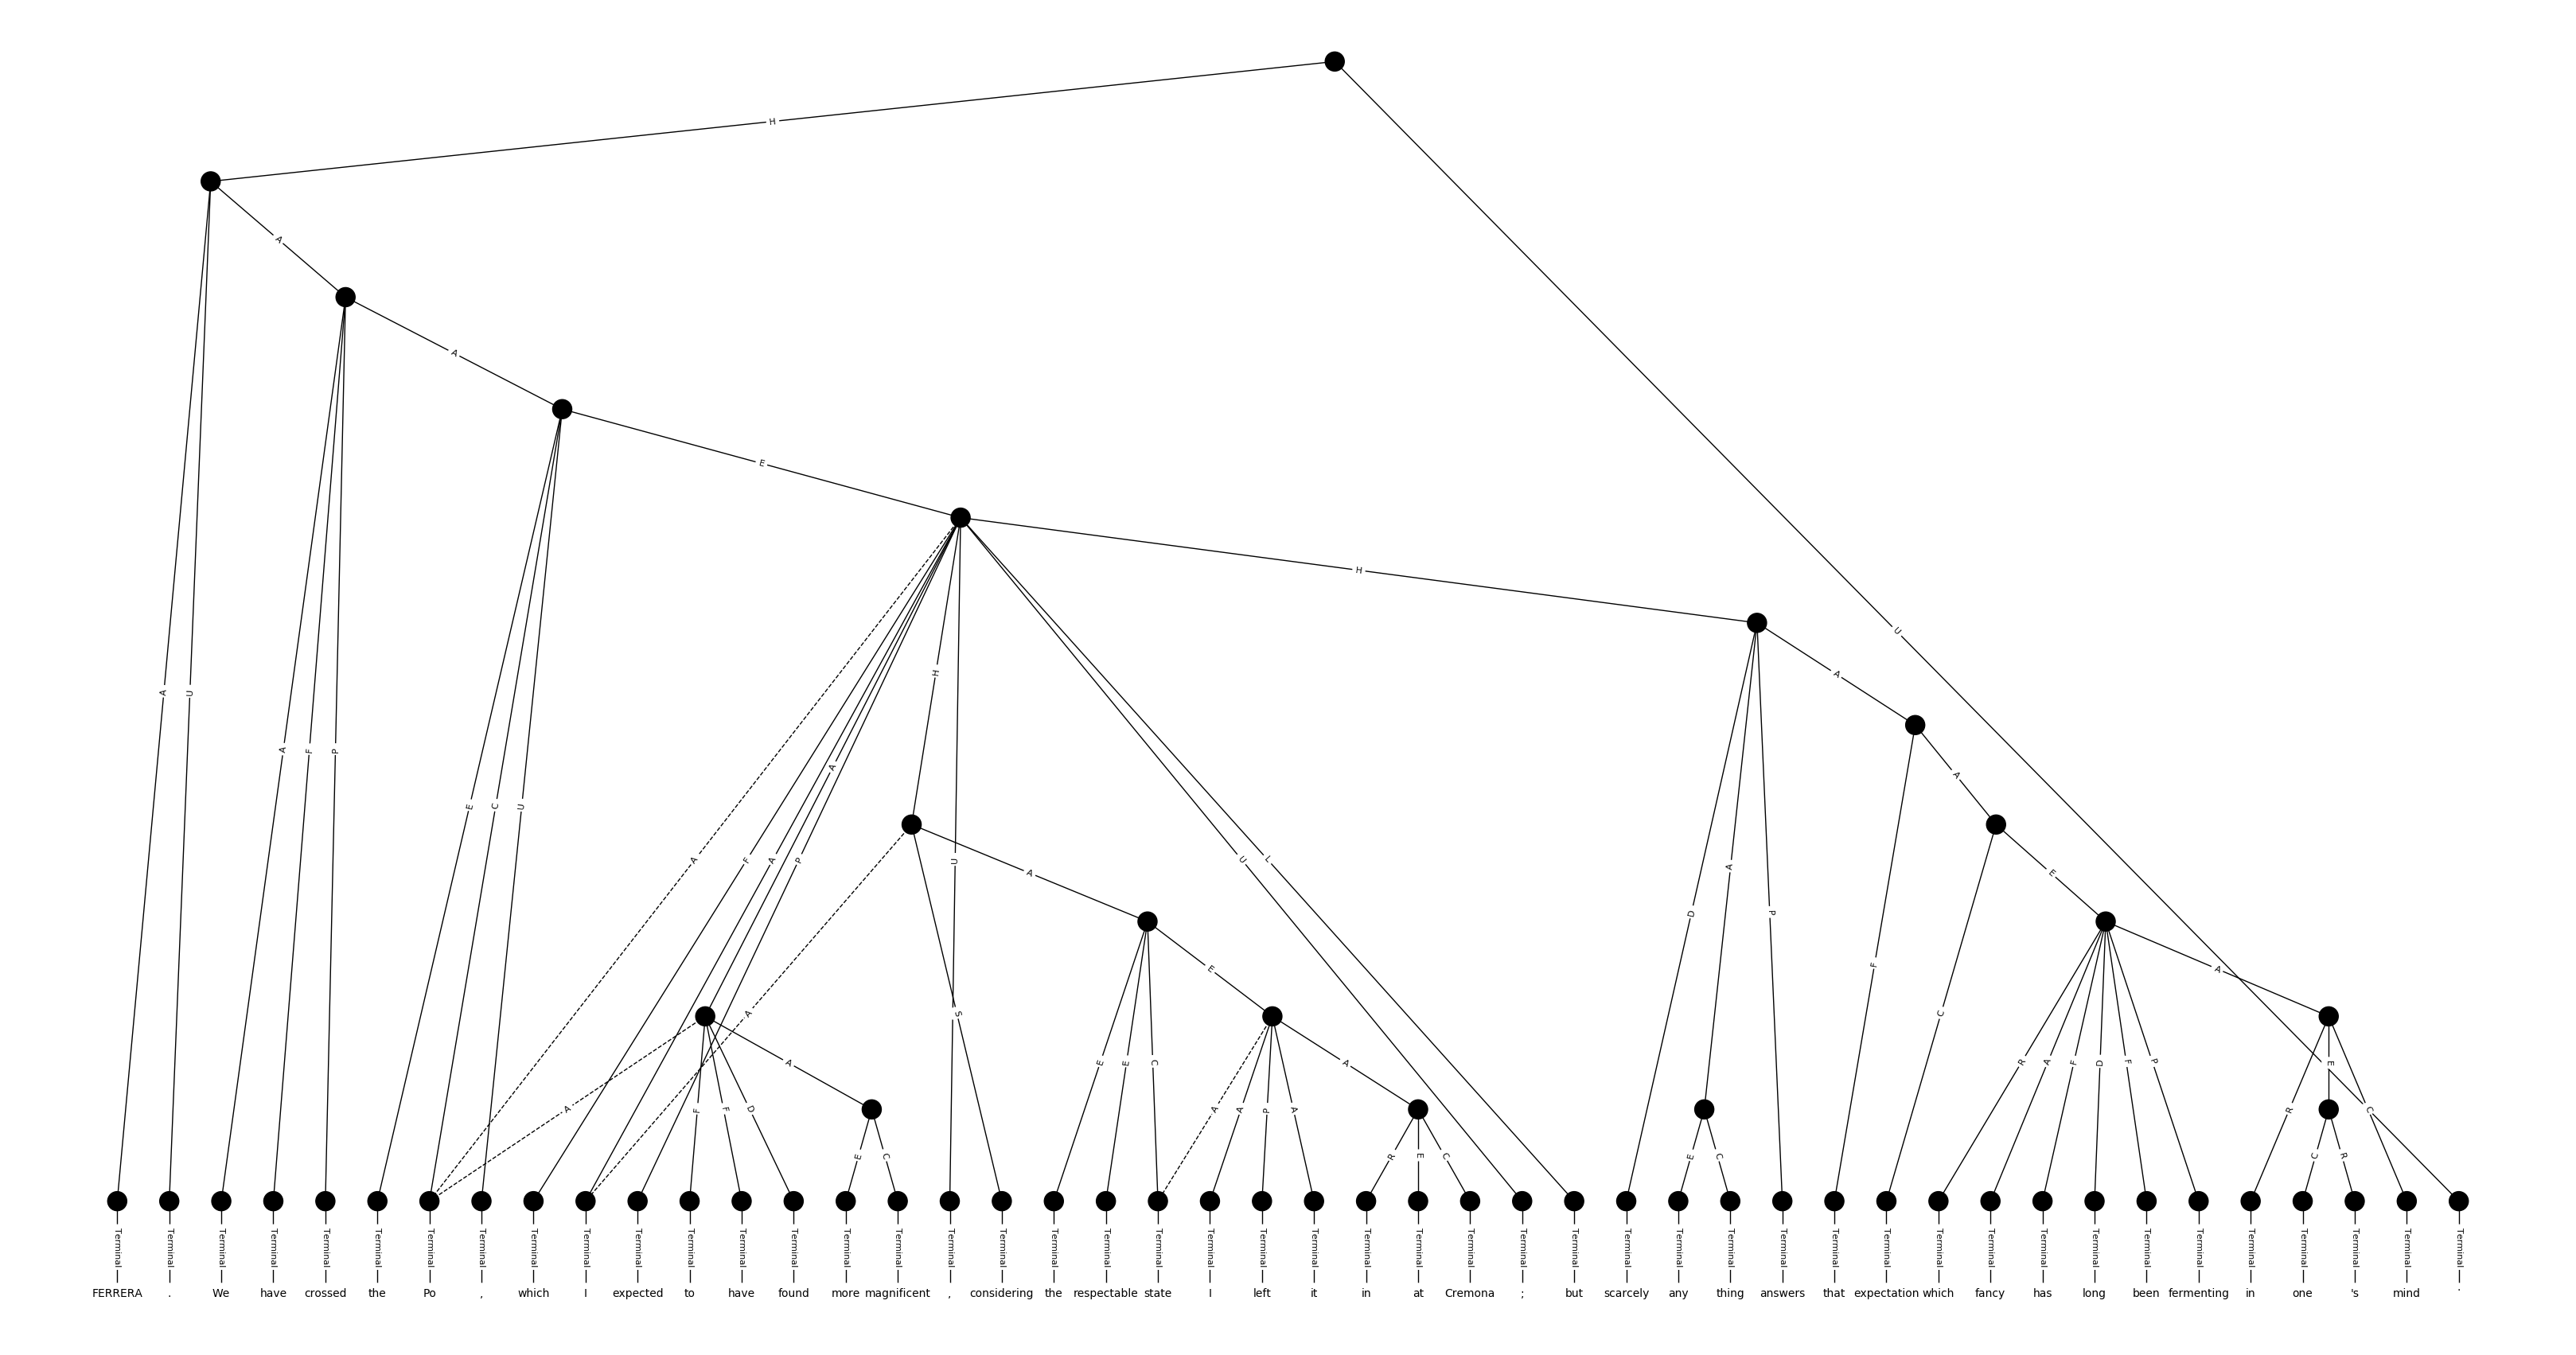 H
A
A
E
H
U
A
A
U
A
F
P
E
C
U
A
F
A
A
P
H
U
A
S
A
U
L
D
A
P
A
F
A
C
E
A
F
F
D
A
E
C
E
E
C
E
A
A
P
A
A
R
E
C
E
C
R
A
F
D
F
P
A
R
E
C
C
R
Terminal Terminal Terminal Terminal Terminal Terminal Terminal Terminal Terminal Terminal Terminal Terminal Terminal Terminal Terminal Terminal Terminal Terminal Terminal Terminal Terminal Terminal Terminal Terminal Terminal Terminal Terminal Terminal Terminal Terminal Terminal Terminal Terminal Terminal Terminal Terminal Terminal Terminal Terminal Terminal Terminal Terminal Terminal Terminal Terminal Terminal
FERRERA . We have crossed the Po , which I expected to have found more magnificent , considering the respectable state I left it in at Cremona ; but scarcely any thing answers that expectation which fancy has long been fermenting in one 's mind .